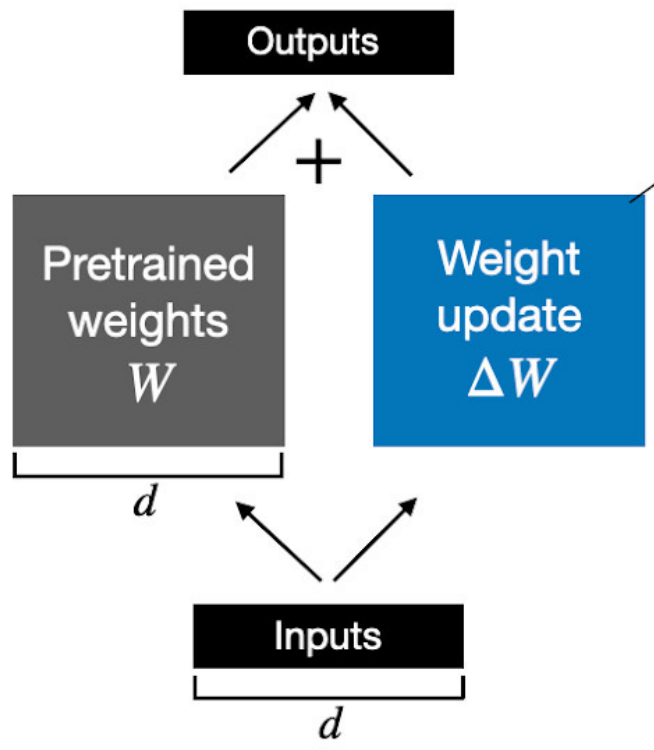 Outputs
+
Pretrained
weights
W
Weight
update
ΔW
d
Inputs
d